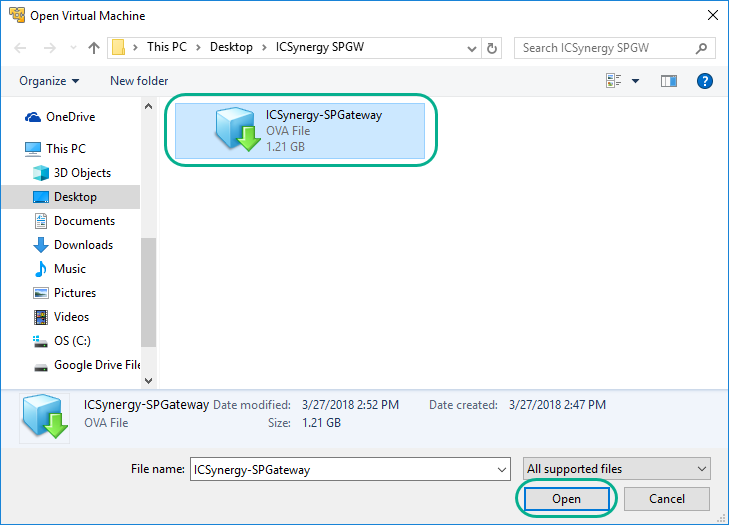 Open Virtual Machine
This PC > Desktop > ICSynergy SPGW
Search ICSynergy SPGW
Organize
New folder
OneDrive
This PC
3D Objects
Desktop
Documents
Downloads
Music
Pictures
Videos
OS (C:)
Google Drive File
ICSynergy-SPGateway
OVA File
1.21 GB
ICSynergy-SPGateway Date modified: 3/27/2018 2:52 PM Date created: 3/27/2018 2:47 PM
OVA File Size: 1.21 GB
File name: ICSynergy-SPGateway All supported files
Open Cancel